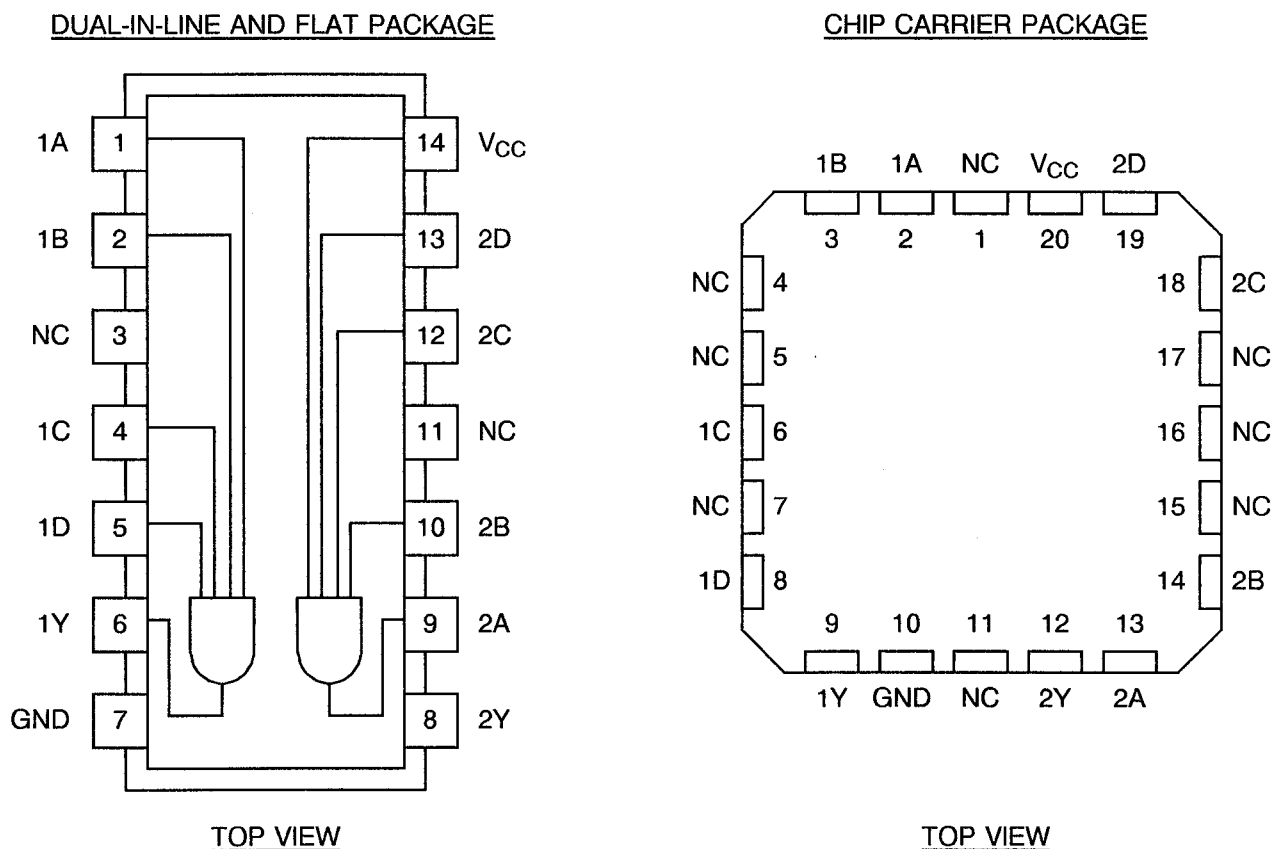 DUAL-IN-LINE AND FLAT PACKAGE
1A 1 14 VCC
1B 2 13 2D
NC 3 12 2C
1C 4 11 NC
1D 5 10 2B
1Y 6 9 2A
GND 7 8 2Y
TOP VIEW
CHIP CARRIER PACKAGE
1B 1A NC VCC 2D
3 2 1 20 19
NC 4 18 2C
NC 5 17 NC
1C 6 16 NC
NC 7 15 NC
1D 8 14 2B
9 10 11 12 13
1Y GND NC 2Y 2A
TOP VIEW